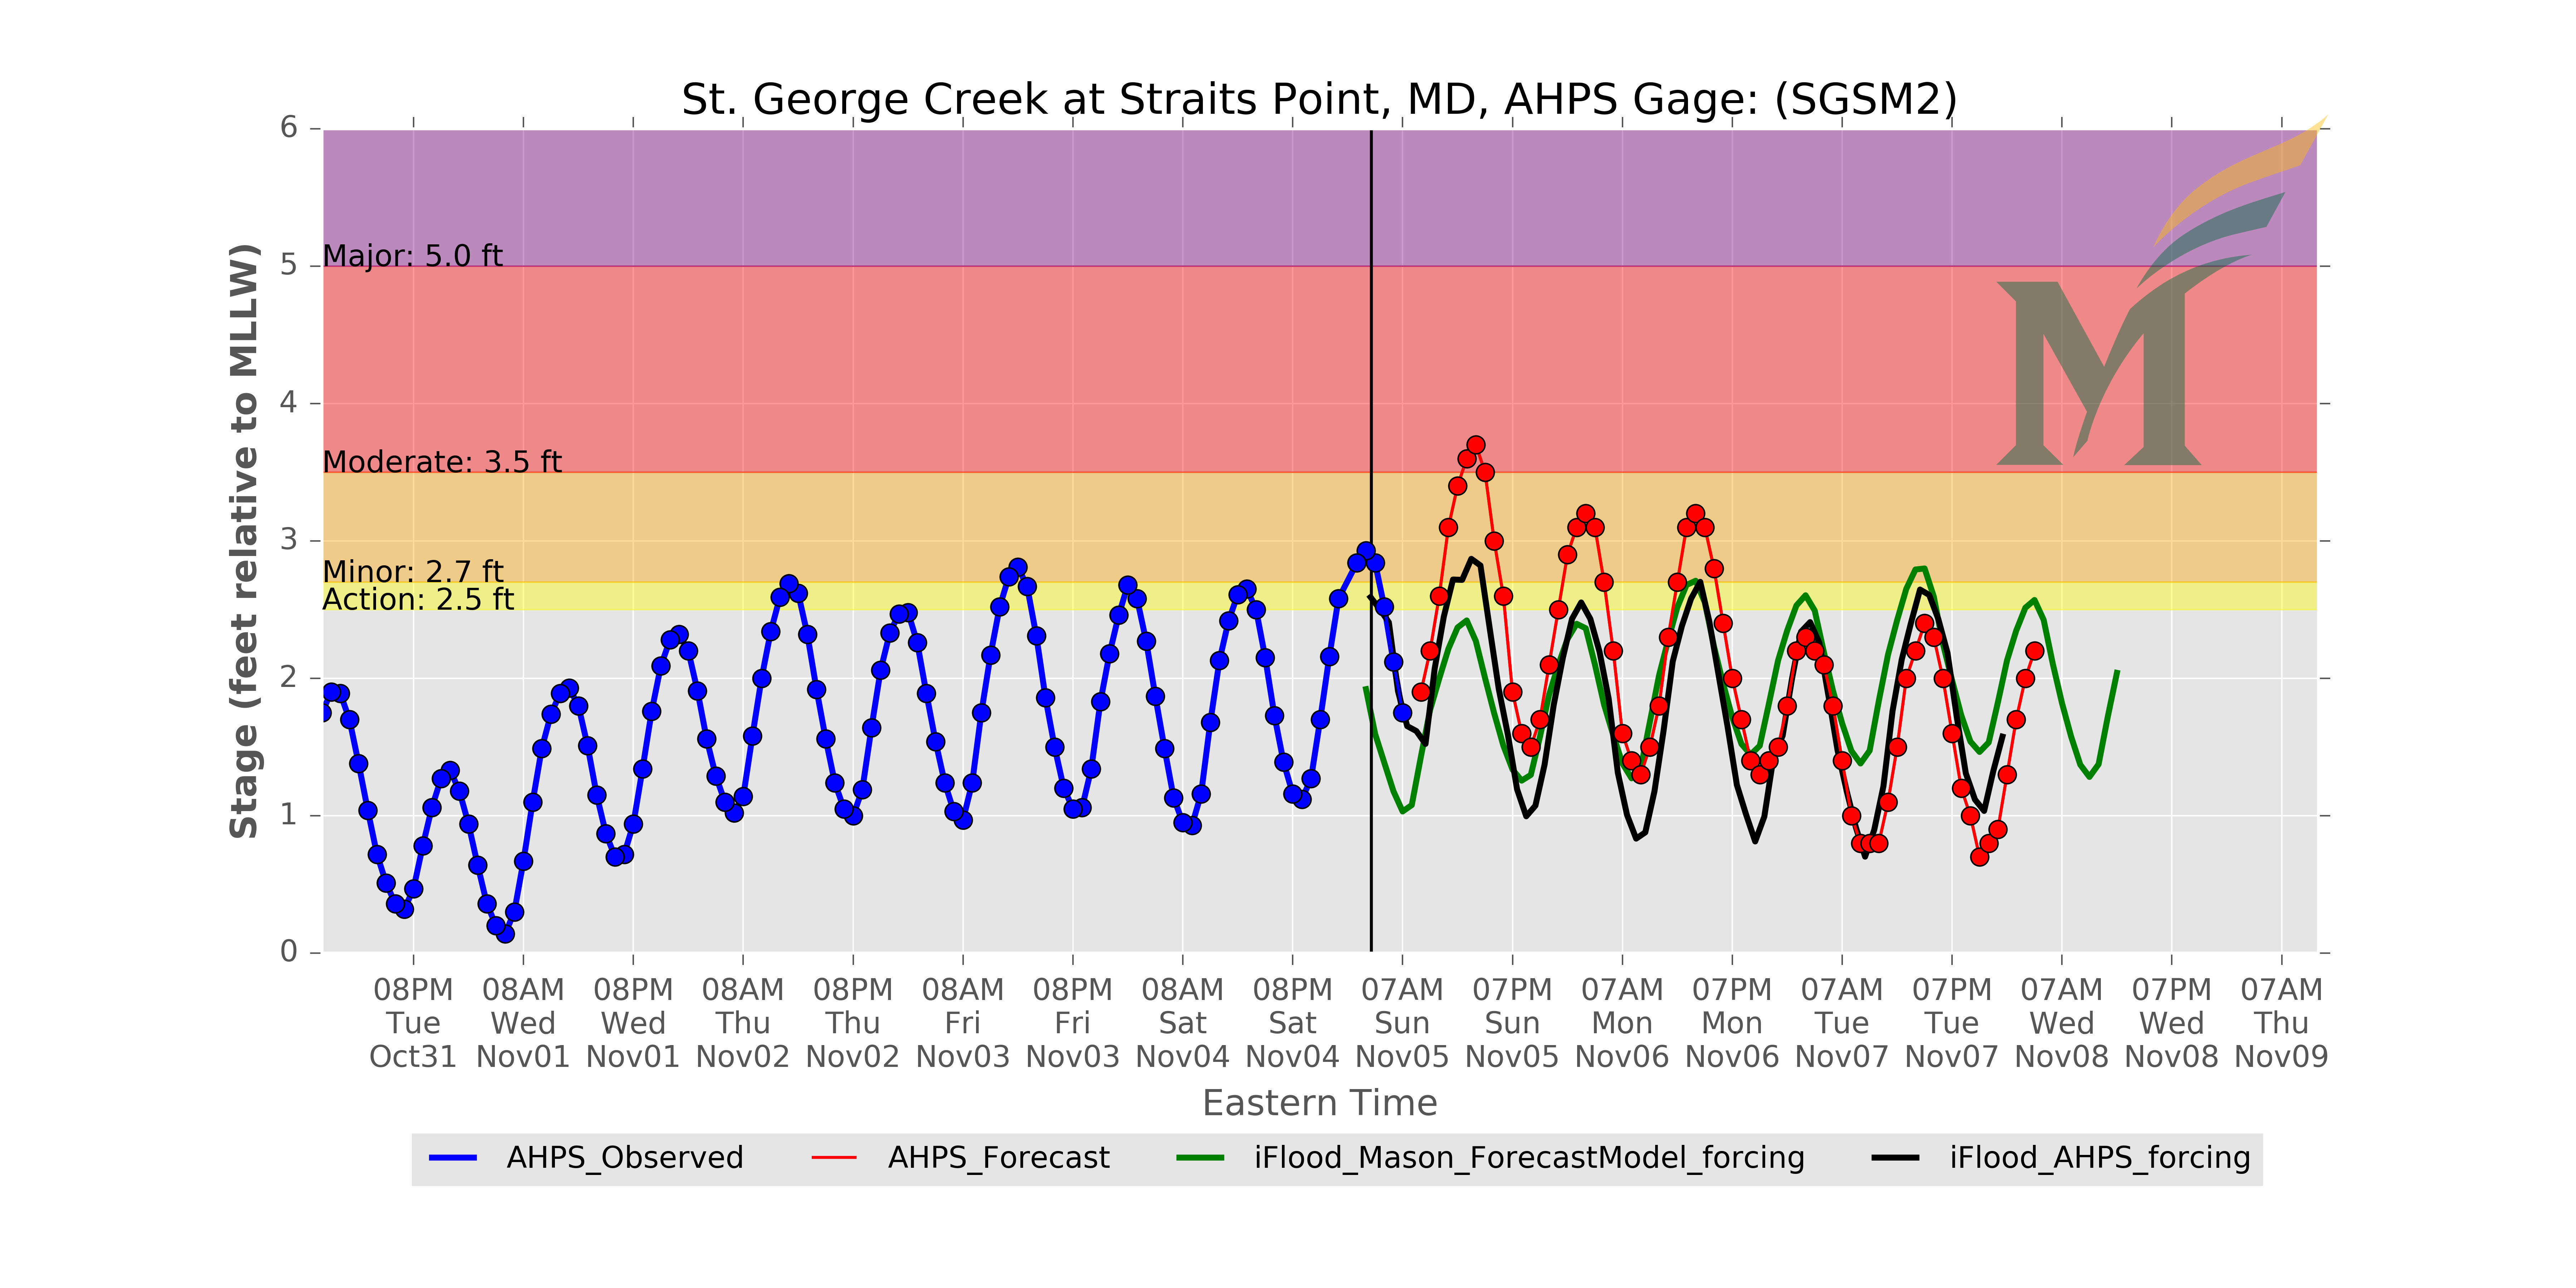 St. George Creek at Straits Point, MD, AHPS Gage: (SGSM2)
Stage (feet relative to MLLW)
6
5
4
3
2
1
0
Major: 5.0 ft
Moderate: 3.5 ft
Minor: 2.7 ft
Action: 2.5 ft
08PM 08AM 08PM 08AM 08PM 08AM 08PM 08AM 08PM 07AM 07PM 07AM 07PM 07AM 07PM 07AM 07PM 07AM
Tue Wed Wed Thu Thu Fri Fri Sat Sat Sun Sun Mon Mon Tue Tue Wed Wed Thu
Oct31 Nov01 Nov01 Nov02 Nov02 Nov03 Nov03 Nov04 Nov04 Nov05 Nov05 Nov06 Nov06 Nov07 Nov07 Nov08 Nov08 Nov09
Eastern Time
AHPS_Observed AHPS_Forecast iFlood_Mason_ForecastModel_forcing iFlood_AHPS_forcing